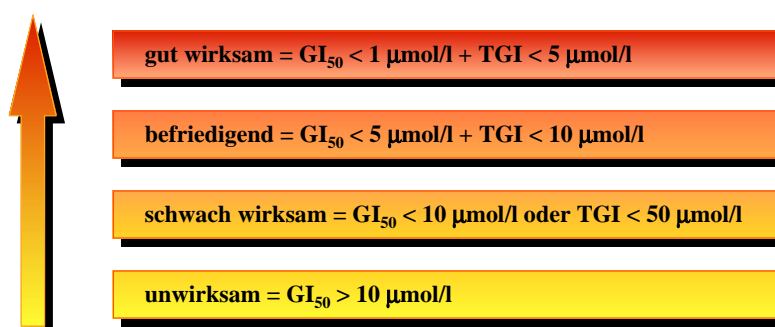 gut wirksam = GI₅₀ < 1 µmol/l + TGI < 5 µmol/l
befriedigend = GI₅₀ < 5 µmol/l + TGI < 10 µmol/l
schwach wirksam = GI₅₀ < 10 µmol/l oder TGI < 50 µmol/l
unwirksam = GI₅₀ > 10 µmol/l